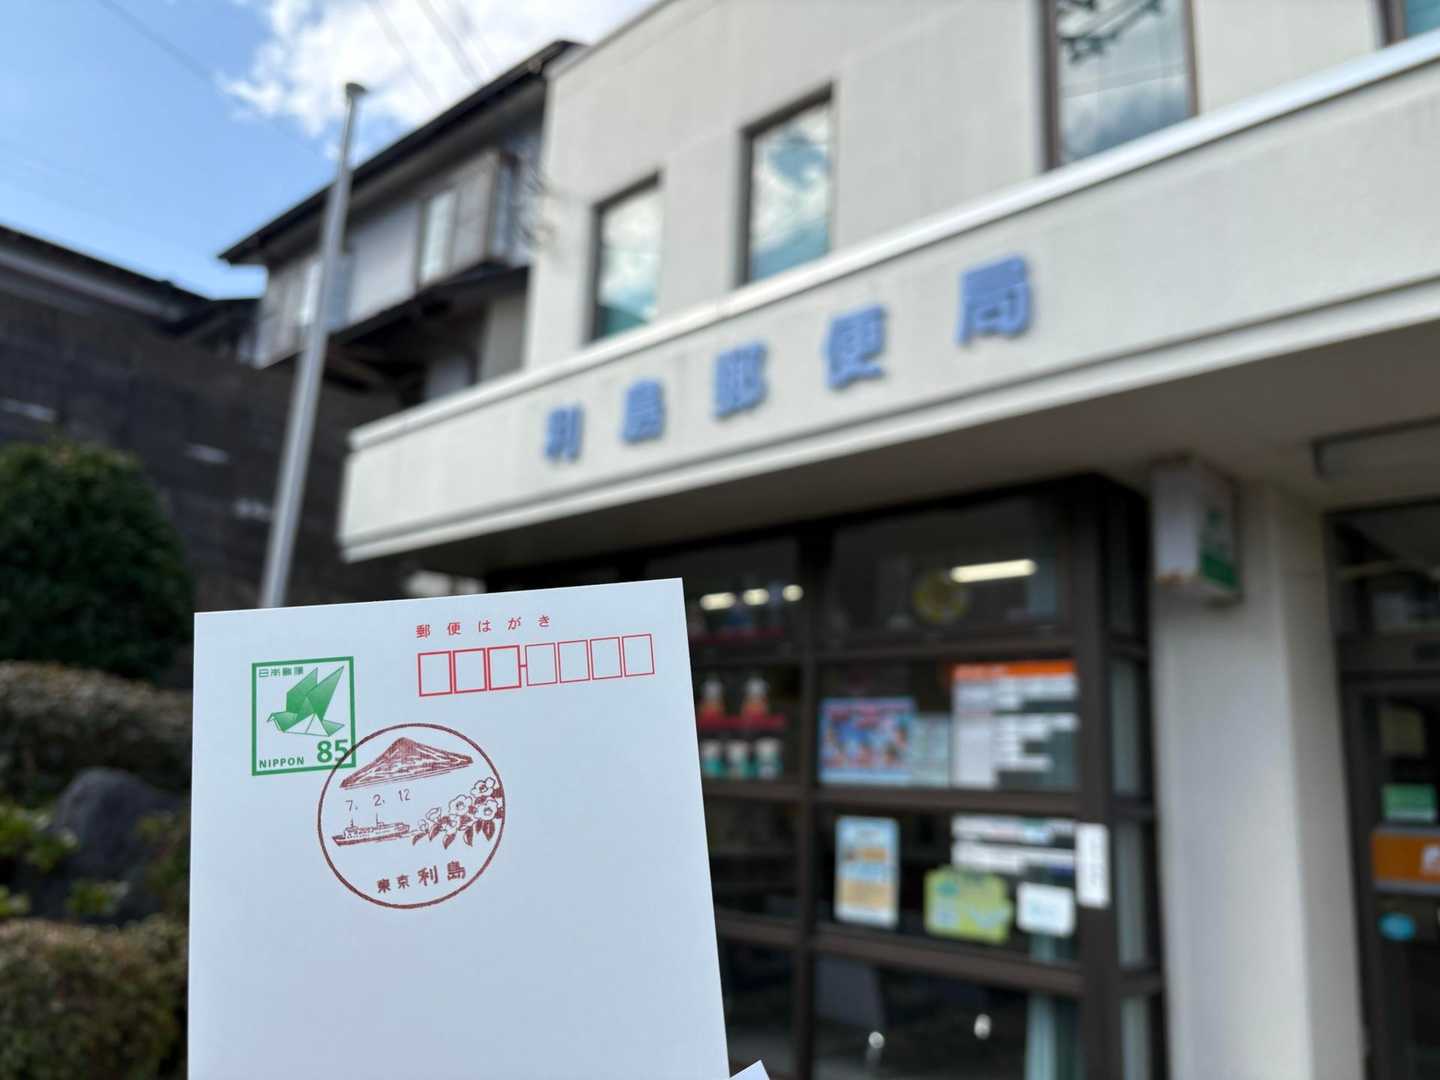 利島郵便局
郵便はがき
日本郵便
NIPPON 85
7. 2. 12
東京 利島